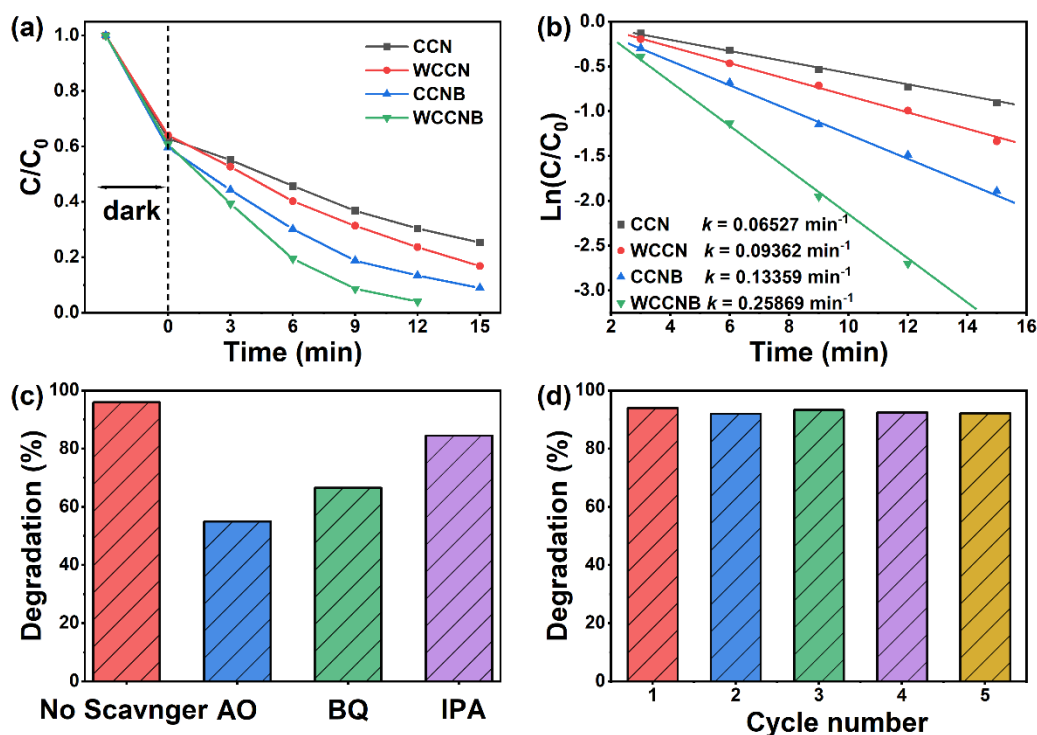 (a)
CCN
WCCN
CCNB
WCCNB
dark
C/C0
1.0
0.8
0.6
0.4
0.2
0.0
0 3 6 9 12 15
Time (min)
(b)
Ln(C/C0)
0.0
-0.5
-1.0
-1.5
-2.0
-2.5
-3.0
CCN k = 0.06527 min-1
WCCN k = 0.09362 min-1
CCNB k = 0.13359 min-1
WCCNB k = 0.25869 min-1
2 4 6 8 10 12 14 16
Time (min)
(c)
Degradation (%)
100
80
60
40
20
0
No Scavnger AO BQ IPA
(d)
Degradation (%)
100
80
60
40
20
0
1 2 3 4 5
Cycle number